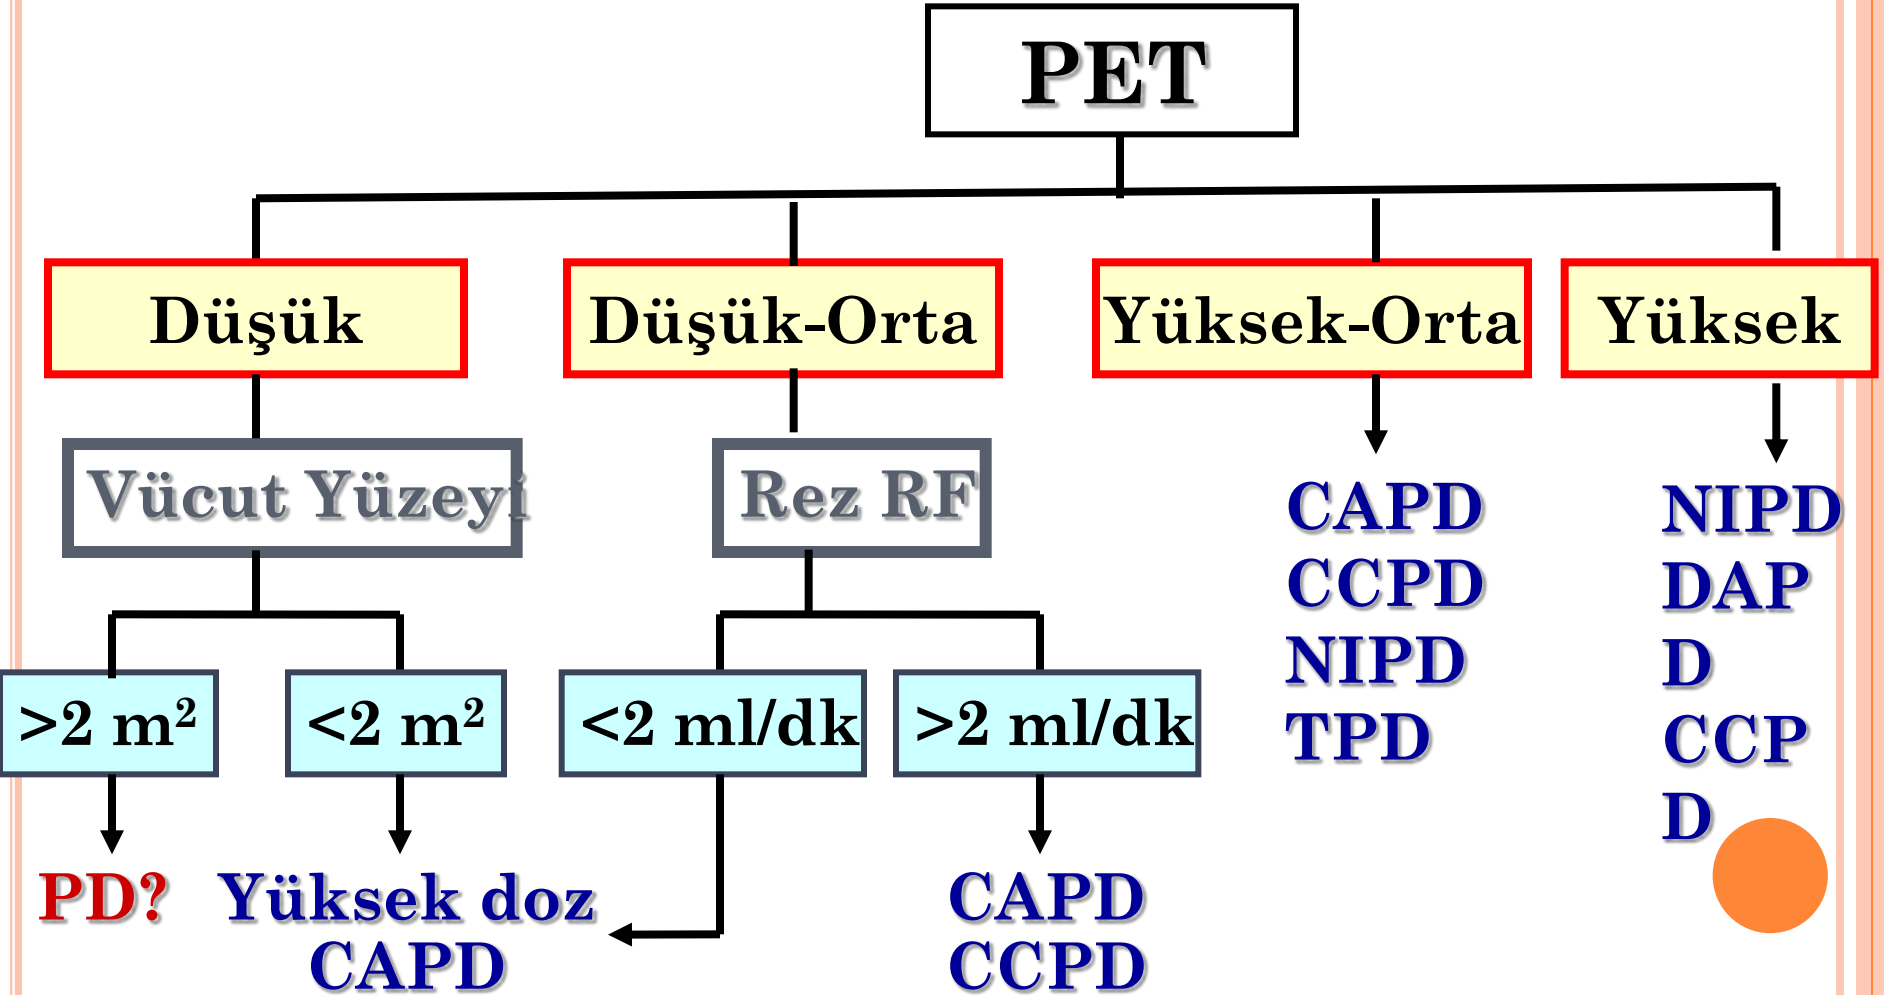 PET
Düşük
Düşük-Orta
Yüksek-Orta
Yüksek
Vücut Yüzeyi
Rez RF
>2 m²
<2 m²
<2 ml/dk
>2 ml/dk
PD?
Yüksek doz
CAPD
CAPD
CCPD
CAPD
CCPD
NIPD
TPD
NIPD
DAP
D
CCP
D